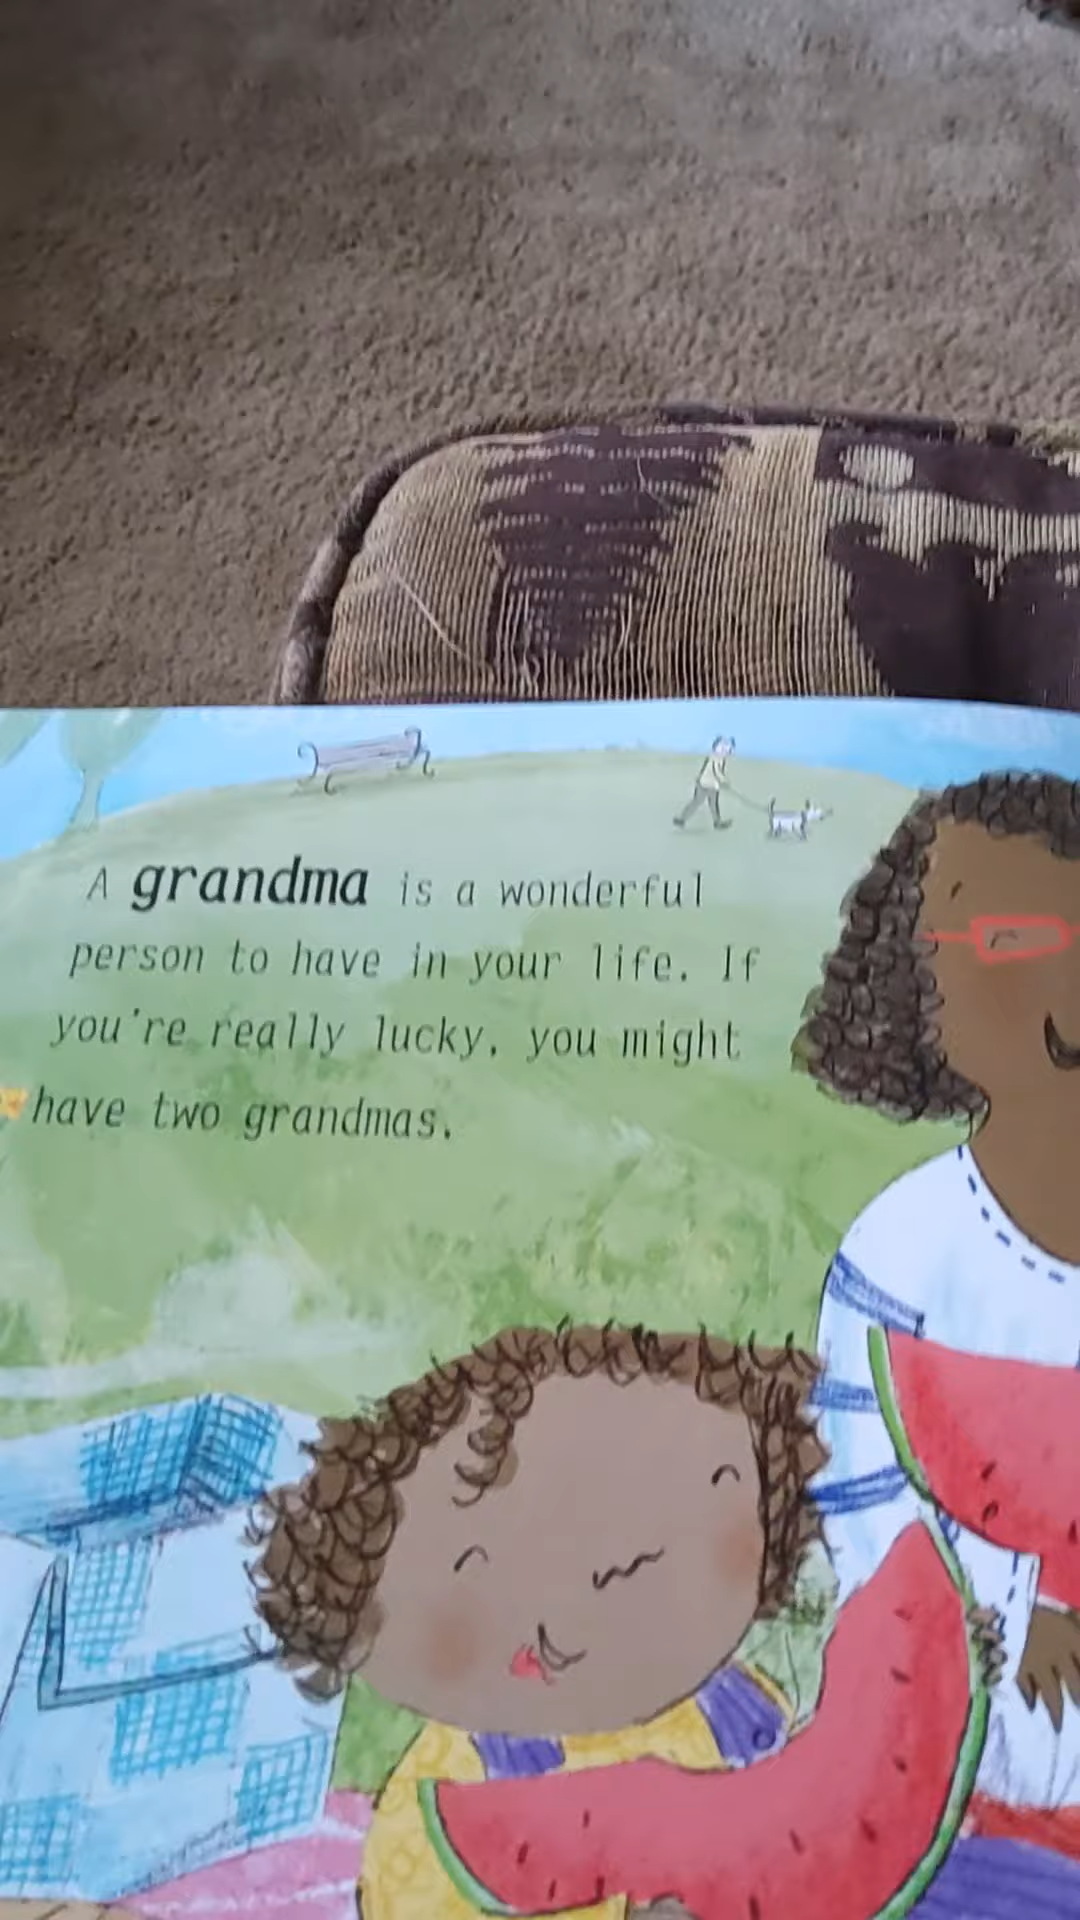 A grandma is a wonderful
person to have in your life. If
you're really lucky, you might
have two grandmas.